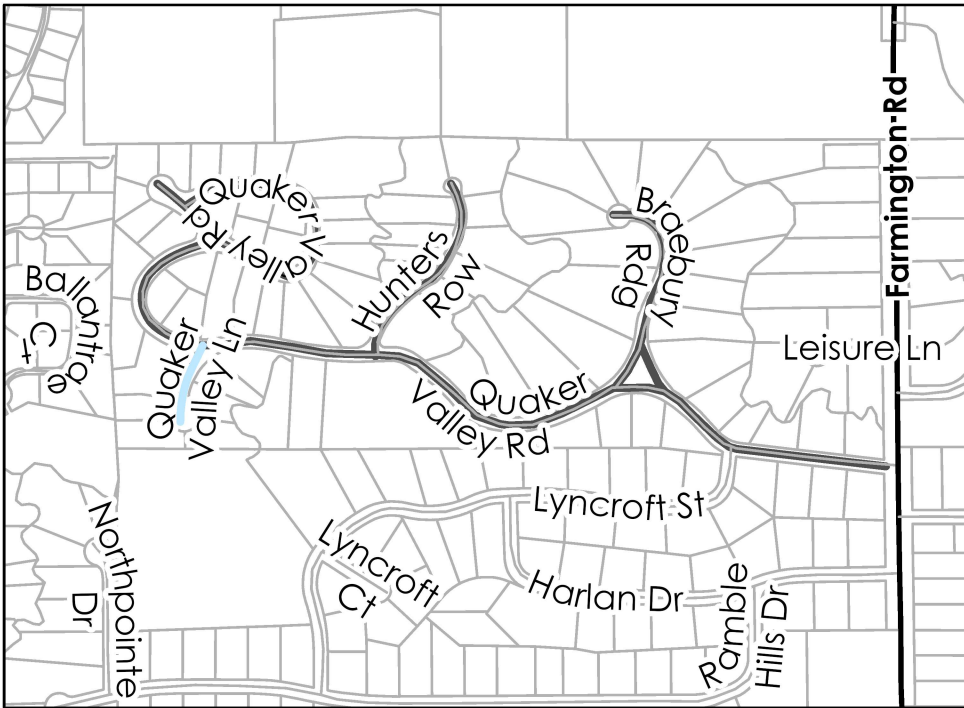 Farmington Rd
Quaker Valley Rd
Braebury
Rdg
Hunters
Row
Ballantrae
Ct
Quaker
Valley Ln
Leisure Ln
Quaker
Valley Rd
Lyncroft St
Lyncroft
Ct
Harlan Dr
Ramble
Hills Dr
Northpointe
Dr